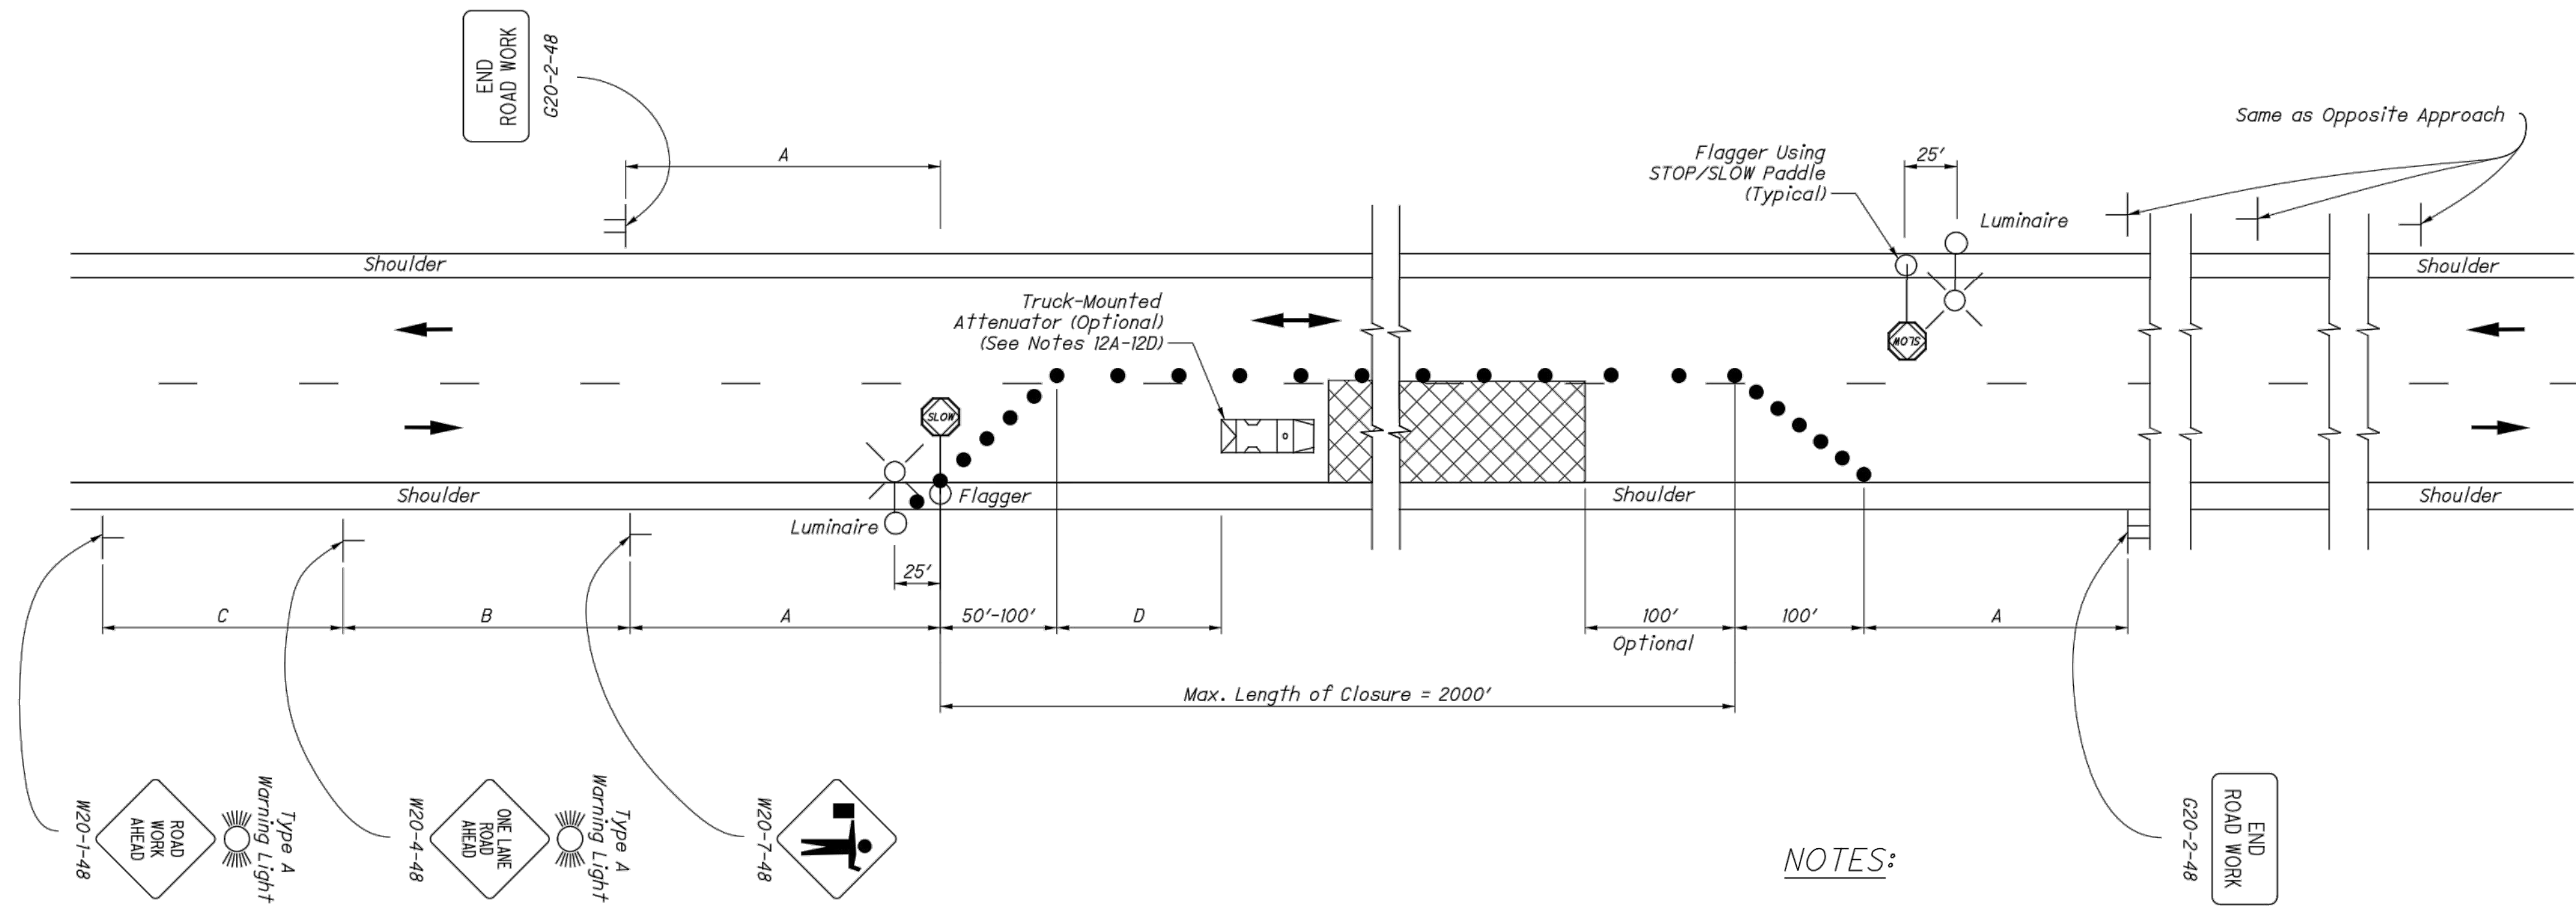 END
ROAD WORK
G20-2-48
A
Same as Opposite Approach
Flagger Using
STOP/SLOW Paddle
(Typical)
25'
Luminaire
Shoulder
Shoulder
Truck-Mounted
Attenuator (Optional)
(See Notes 12A-12D)
SLOW
SLOW
Shoulder
Flagger
Shoulder
Shoulder
Luminaire
25'
C
B
A
50'-100'
D
100'
Optional
100'
A
Max. Length of Closure = 2000'
W20-1-48
ROAD
WORK
AHEAD
Type A
Warning Light
W20-4-48
ONE LANE
ROAD
AHEAD
Type A
Warning Light
W20-7-48
NOTES:
G20-2-48
END
ROAD WORK